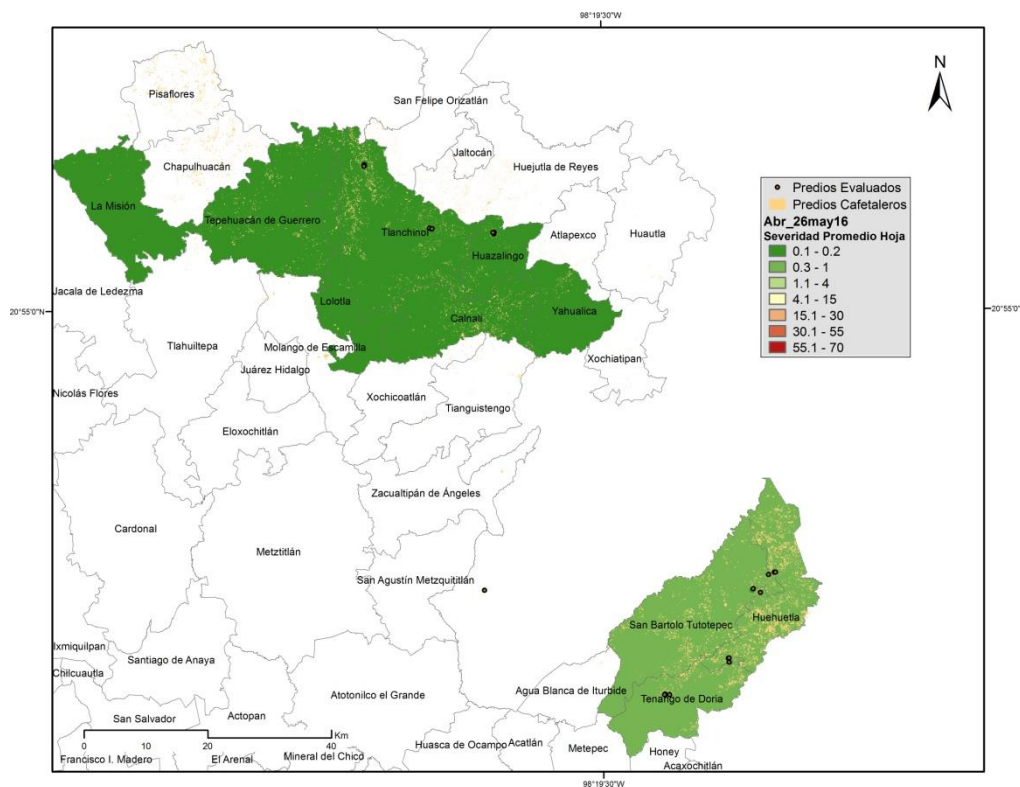 98°19'30"W
N
Pisaflores
San Felipe Orizatlán
Jaltocán
Chapulhuacán
Huejutla de Reyes
Predios Evaluados
Predios Cafetaleros
Abr_26may16
Severidad Promedio Hoja
0.1 - 0.2
0.3 - 1
1.1 - 4
4.1 - 15
15.1 - 30
30.1 - 55
55.1 - 70
La Misión
Tepehuacán de Guerrero
Tlanchinol
Atlapexco
Huautla
Huazalingo
Jacala de Ledezma
Lolotla
Calnali
Yahualica
20°55'0"N
20°55'0"N
Tlahuiltepa
Molango de Escamilla
Xochiatipan
Juárez Hidalgo
Nicolás Flores
Xochicoatlán
Tianguistengo
Eloxochitlán
Zacualtipán de Ángeles
Cardonal
Metztitlán
San Agustín Metzquititlán
San Bartolo Tutotepec
Huehuetla
Ixmiquilpan
Santiago de Anaya
Chilcuautla
Atotonilco el Grande
Agua Blanca de Iturbide
Tenango de Doria
San Salvador
Actopan
0 10 20 40 Km
Huasca de Ocampo
Acatlán
Metepec
Honey
Francisco I. Madero
El Arenal
Mineral del Chico
Acaxochitlán
98°19'30"W